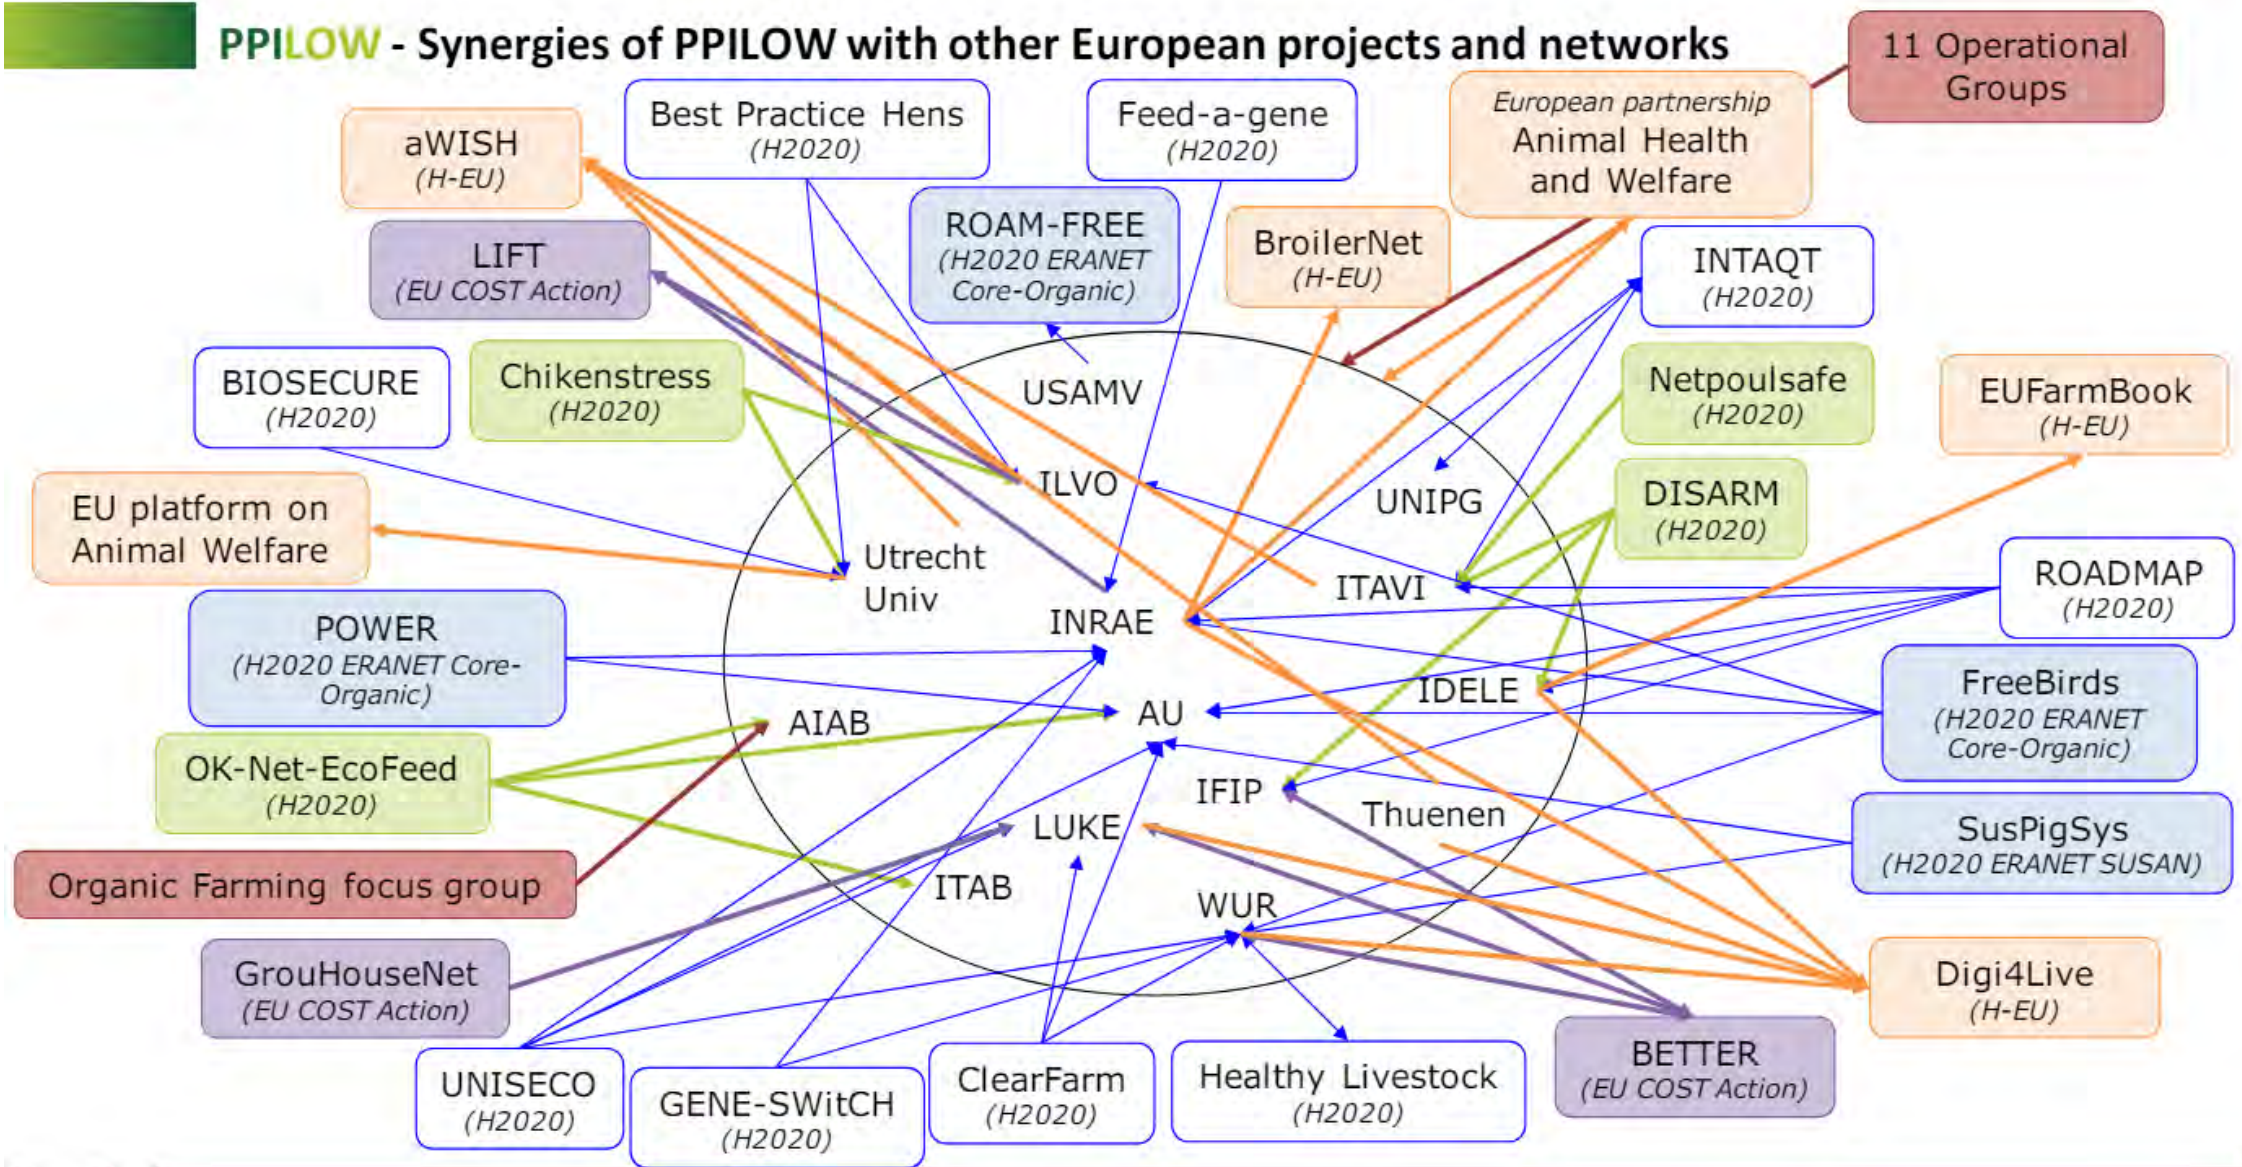 PPILOW - Synergies of PPILOW with other European projects and networks
11 Operational
Groups
aWISH
(H-EU)
Best Practice Hens
(H2020)
Feed-a-gene
(H2020)
European partnership
Animal Health
and Welfare
LIFT
(EU COST Action)
ROAM-FREE
(H2020 ERANET
Core-Organic)
BroilerNet
(H-EU)
INTAQT
(H2020)
BIOSECURE
(H2020)
Chikenstress
(H2020)
USAMV
Netpoulsafe
(H2020)
EUFarmBook
(H-EU)
EU platform on
Animal Welfare
ILVO
UNIPG
DISARM
(H2020)
Utrecht
Univ
ITAVI
ROADMAP
(H2020)
POWER
(H2020 ERANET Core-
Organic)
INRAE
IDELE
FreeBirds
(H2020 ERANET
Core-Organic)
AIAB
AU
OK-Net-EcoFeed
(H2020)
IFIP
Thuenen
LUKE
SusPigSys
(H2020 ERANET SUSAN)
Organic Farming focus group
ITAB
WUR
GrouHouseNet
(EU COST Action)
Digi4Live
(H-EU)
UNISECO
(H2020)
GENE-SWitCH
(H2020)
ClearFarm
(H2020)
Healthy Livestock
(H2020)
BETTER
(EU COST Action)